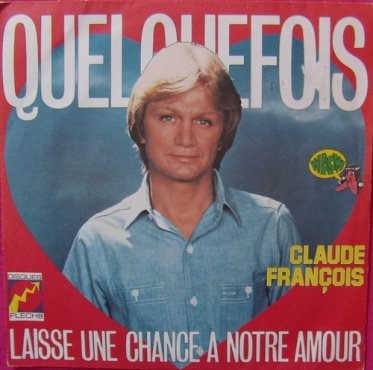 QUELQUEFOIS
CLAUDE
FRANÇOIS
DISQUES
FLECHE
LAISSE UNE CHANCE A NOTRE AMOUR